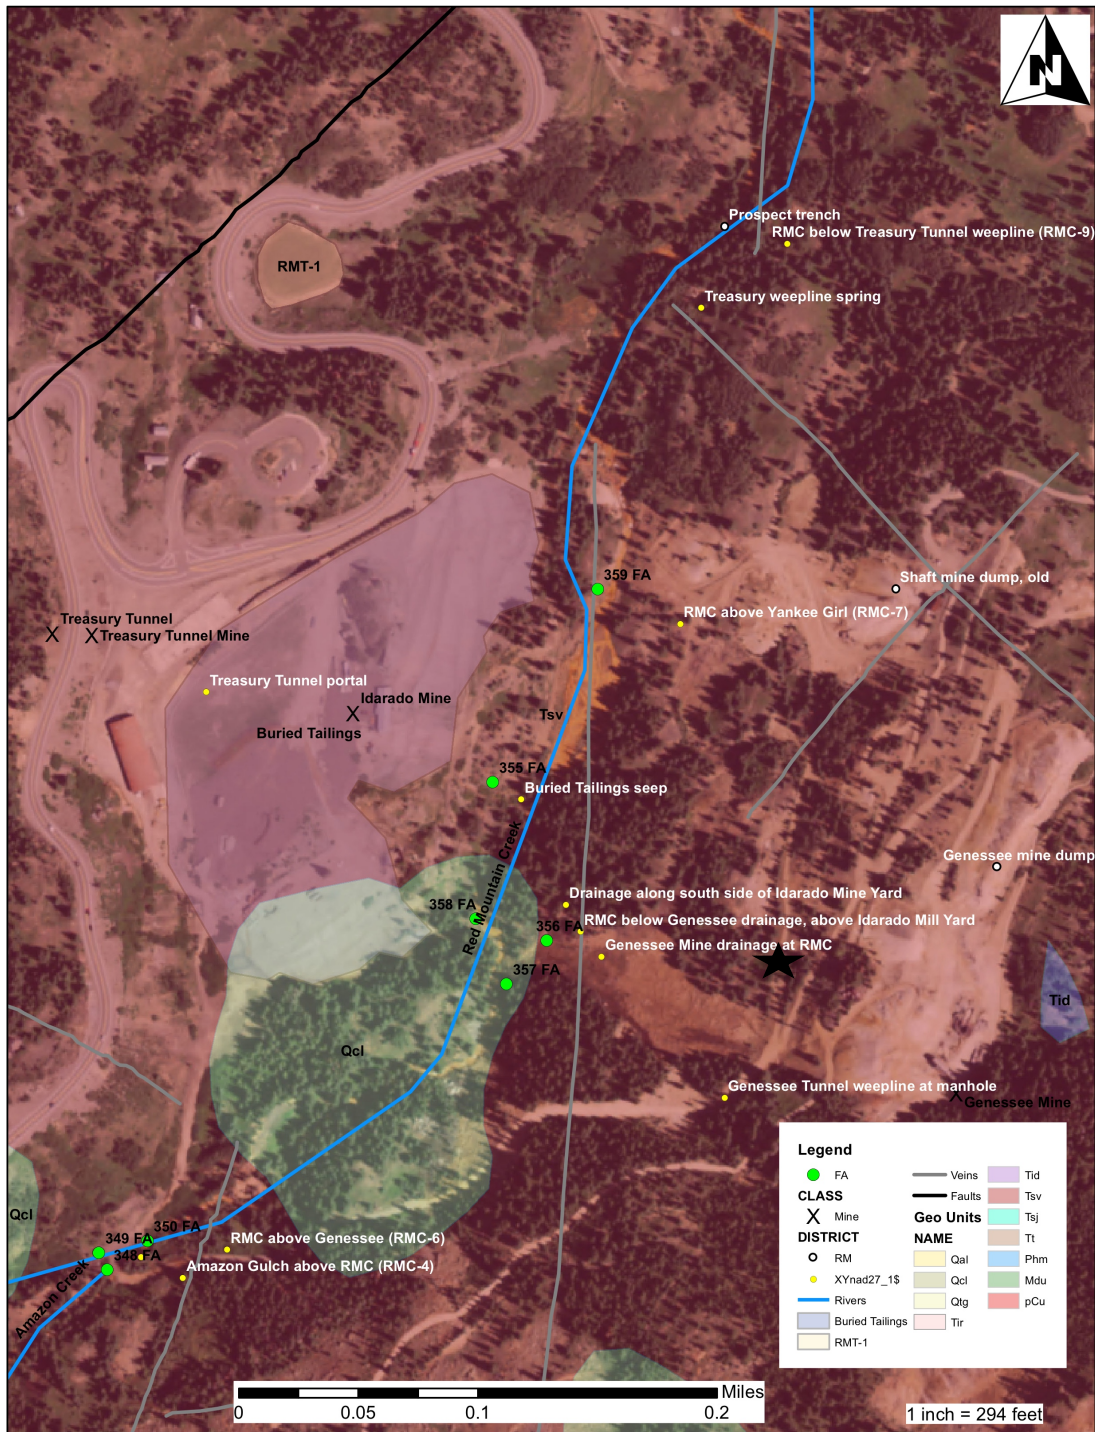 N
Prospect trench
RMC below Treasury Tunnel weepline (RMC-9)
RMT-1
Treasury weepline spring
359 FA
Shaft mine dump, old
RMC above Yankee Girl (RMC-7)
Treasury Tunnel
Treasury Tunnel Mine
Treasury Tunnel portal
Idarado Mine
Buried Tailings
Tsv
355 FA
Buried Tailings seep
Red Mountain Creek
Genessee mine dump
Drainage along south side of Idarado Mine Yard
358 FA
356 FA
RMC below Genessee drainage, above Idarado Mill Yard
Genessee Mine drainage at RMC
357 FA
Tid
Qcl
Genessee Tunnel weepline at manhole
Genessee Mine
Qcl
350 FA
349 FA
348 FA
RMC above Genessee (RMC-6)
Amazon Gulch above RMC (RMC-4)
Amazon Creek
Legend
FA
CLASS
Mine
DISTRICT
RM
XYnad27_1$
Rivers
Buried Tailings
RMT-1
Veins
Faults
Geo Units
NAME
Qal
Qcl
Qtg
Tir
Tid
Tsv
Tsj
Tt
Phm
Mdu
pCu
Miles
0 0.05 0.1 0.2
1 inch = 294 feet